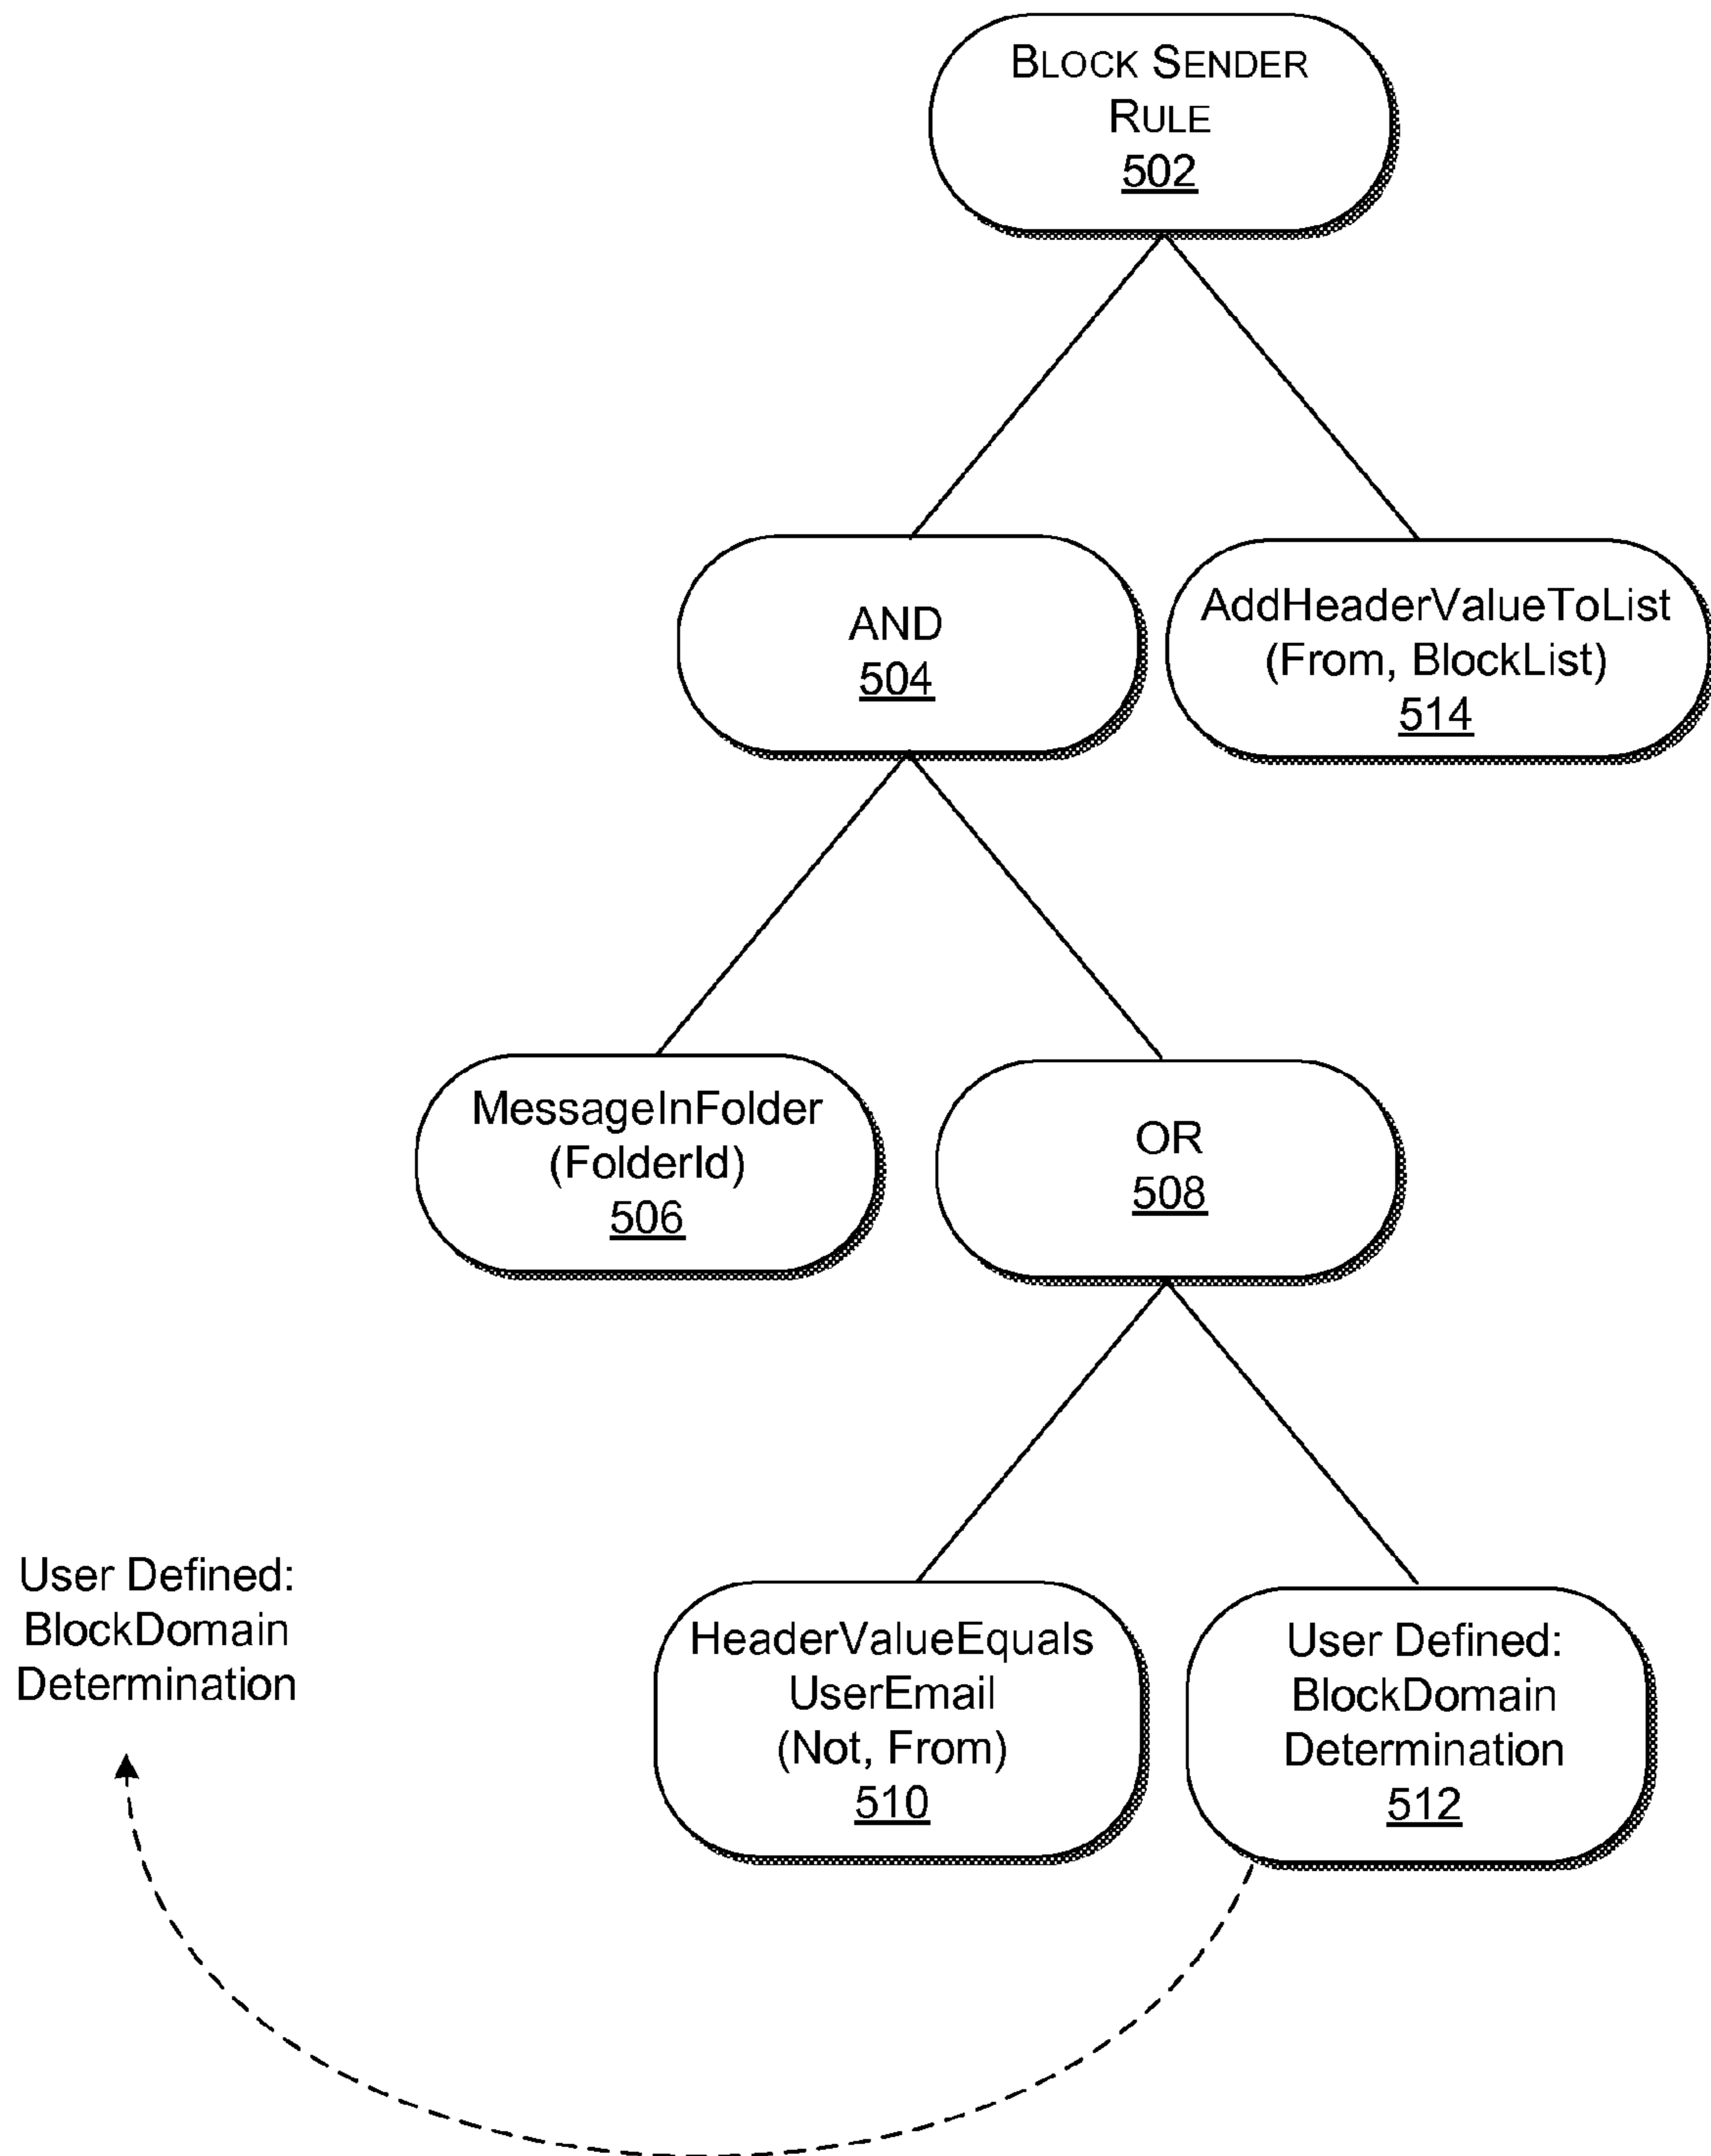 BLOCK SENDER
RULE
502
AND
504
AddHeaderValueToList
(From, BlockList)
514
MessageInFolder
(FolderId)
506
OR
508
User Defined:
BlockDomain
Determination
HeaderValueEquals
UserEmail
(Not, From)
510
User Defined:
BlockDomain
Determination
512